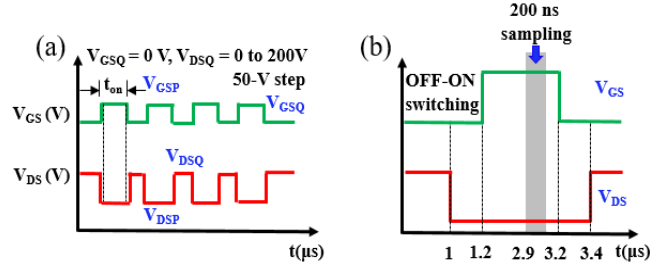 (a)
V_GSQ = 0 V, V_DSQ = 0 to 200V
50-V step
t_on
V_GSP
V_GSQ
V_GS (V)
V_DSQ
V_DS (V)
V_DSP
t(μs)
(b)
200 ns
sampling
OFF-ON
switching
V_GS
V_DS
1 1.2 2.9 3.2 3.4
t(μs)